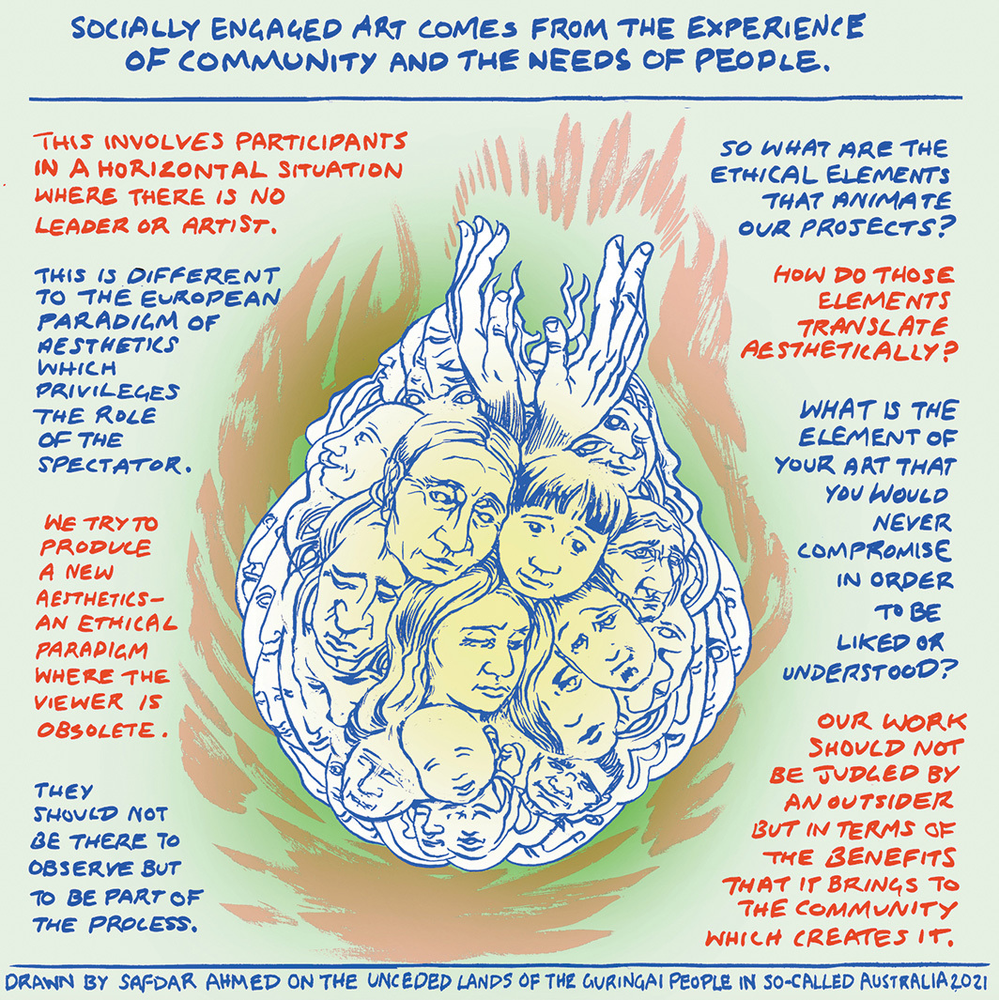 SOCIALLY ENGAGED ART COMES FROM THE EXPERIENCE
OF COMMUNITY AND THE NEEDS OF PEOPLE.
THIS INVOLVES PARTICIPANTS
IN A HORIZONTAL SITUATION
WHERE THERE IS NO
LEADER OR ARTIST.
THIS IS DIFFERENT
TO THE EUROPEAN
PARADIGM OF
AESTHETICS
WHICH
PRIVILEGES
THE ROLE
OF THE
SPECTATOR.
WE TRY TO
PRODUCE
A NEW
AESTHETICS—
AN ETHICAL
PARADIGM
WHERE THE
VIEWER IS
OBSOLETE.
THEY
SHOULD NOT
BE THERE TO
OBSERVE BUT
TO BE PART OF
THE PROCESS.
SO WHAT ARE THE
ETHICAL ELEMENTS
THAT ANIMATE
OUR PROJECTS?
HOW DO THOSE
ELEMENTS
TRANSLATE
AESTHETICALLY?
WHAT IS THE
ELEMENT OF
YOUR ART THAT
YOU WOULD
NEVER
COMPROMISE
IN ORDER
TO BE
LIKED OR
UNDERSTOOD?
OUR WORK
SHOULD NOT
BE JUDGED BY
AN OUTSIDER
BUT IN TERMS OF
THE BENEFITS
THAT IT BRINGS TO
THE COMMUNITY
WHICH CREATES IT.
DRAWN BY SAFDAR AHMED ON THE UNCEDED LANDS OF THE GURINGAI PEOPLE IN SO-CALLED AUSTRALIA 2021